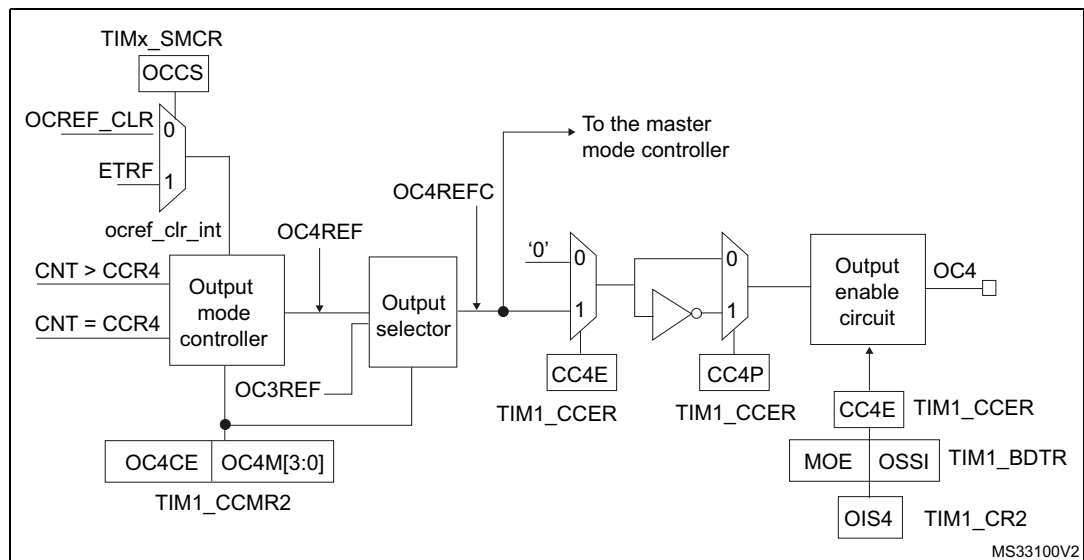 TIMx_SMCR
OCCS
OCREF_CLR
0
ETRF
1
ocref_clr_int
To the master
mode controller
OC4REFC
OC4REF
CNT > CCR4
CNT = CCR4
Output
mode
controller
Output
selector
OC3REF
‘0’
0
1
CC4E
TIM1_CCER
0
1
CC4P
TIM1_CCER
Output
enable
circuit
OC4
CC4E
TIM1_CCER
MOE
OSSI
TIM1_BDTR
OIS4
TIM1_CR2
OC4CE
OC4M[3:0]
TIM1_CCMR2
MS33100V2